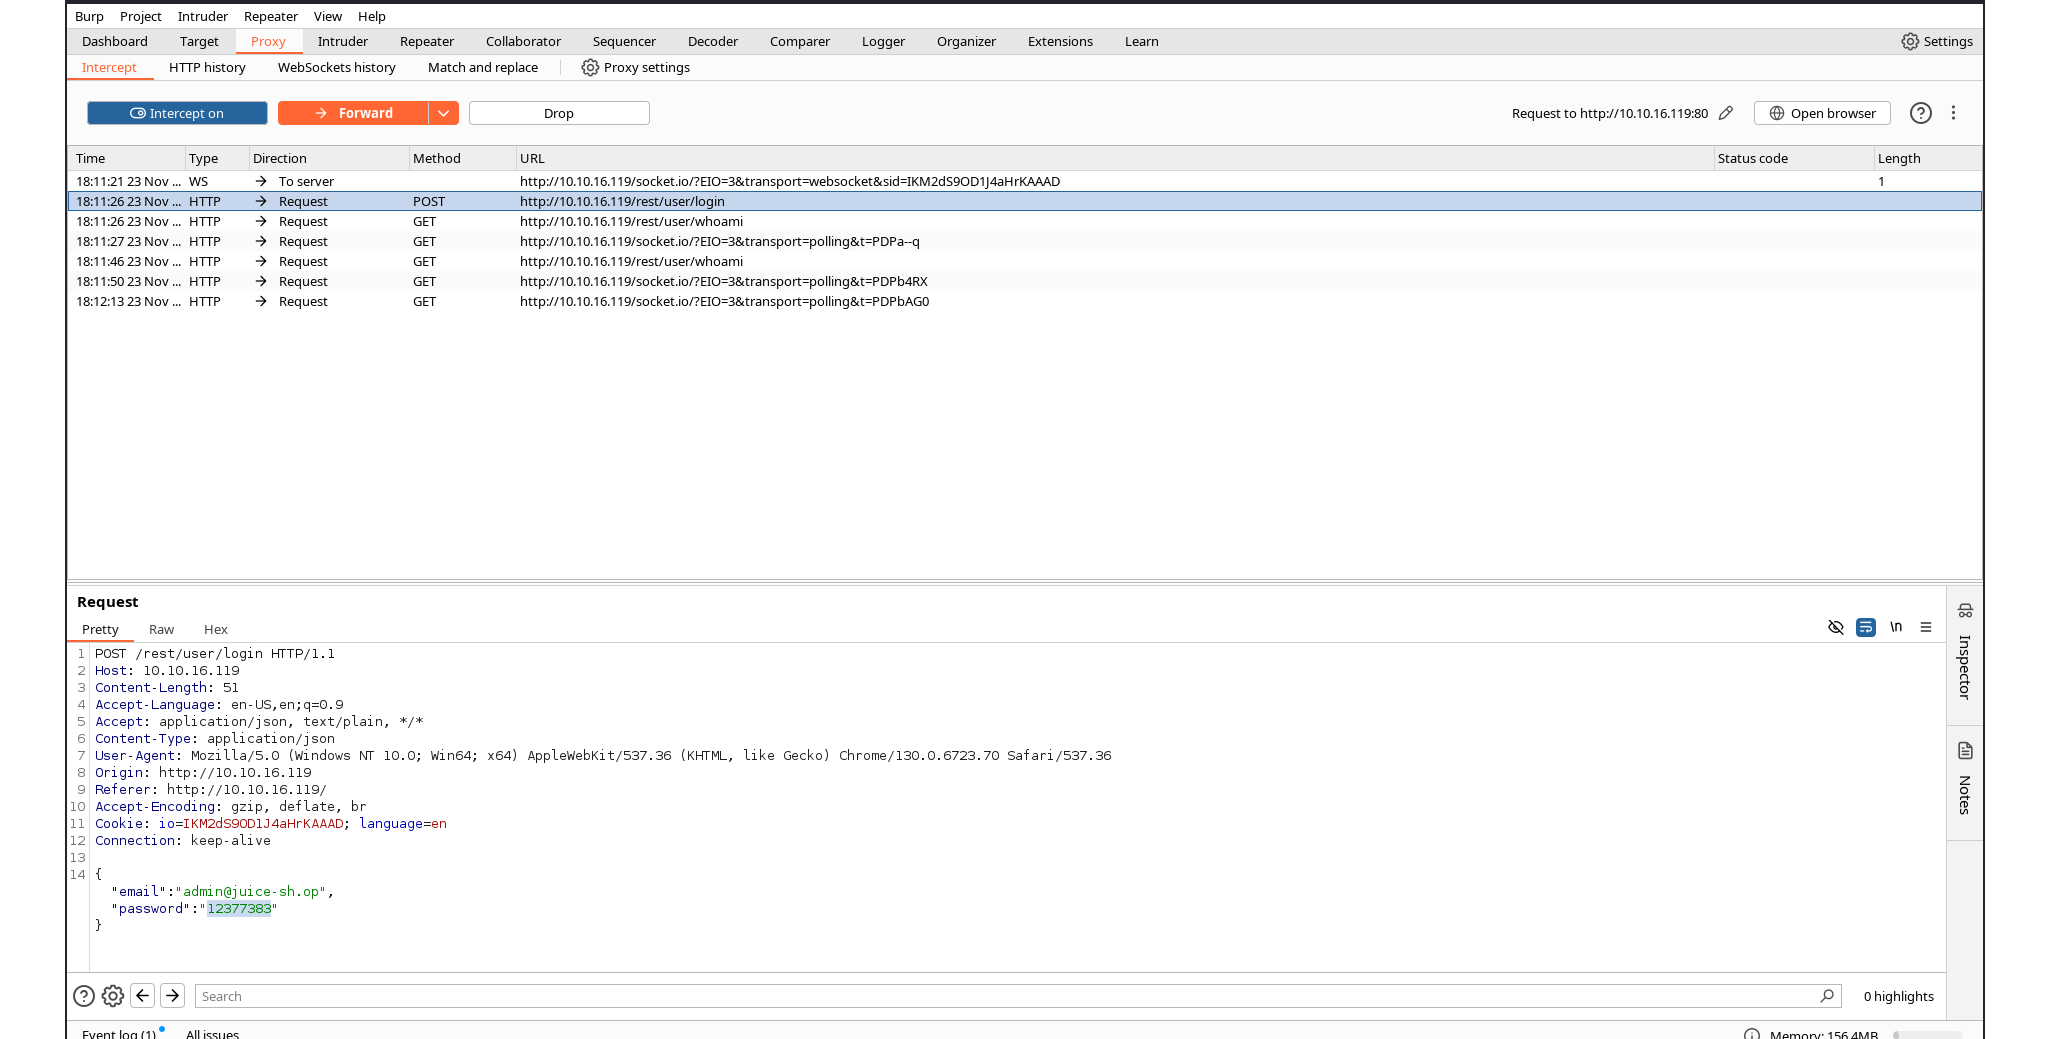 Burp Project Intruder Repeater View Help
Dashboard Target Proxy Intruder Repeater Collaborator Sequencer Decoder Comparer Logger Organizer Extensions Learn Settings
Intercept HTTP history WebSockets history Match and replace Proxy settings
Intercept on Forward Drop Request to http://10.10.16.119:80 Open browser
Time Type Direction Method URL Status code Length
18:11:21 23 Nov ... WS To server http://10.10.16.119/socket.io/?EIO=3&transport=websocket&sid=IKM2dS9OD1J4aHrKAAAD 1
18:11:26 23 Nov ... HTTP Request POST http://10.10.16.119/rest/user/login
18:11:26 23 Nov ... HTTP Request GET http://10.10.16.119/rest/user/whoami
18:11:27 23 Nov ... HTTP Request GET http://10.10.16.119/socket.io/?EIO=3&transport=polling&t=PDPa--q
18:11:46 23 Nov ... HTTP Request GET http://10.10.16.119/rest/user/whoami
18:11:50 23 Nov ... HTTP Request GET http://10.10.16.119/socket.io/?EIO=3&transport=polling&t=PDPb4RX
18:12:13 23 Nov ... HTTP Request GET http://10.10.16.119/socket.io/?EIO=3&transport=polling&t=PDPbAG0
Request
Pretty Raw Hex \n
1 POST /rest/user/login HTTP/1.1
2 Host: 10.10.16.119
3 Content-Length: 51
4 Accept-Language: en-US,en;q=0.9
5 Accept: application/json, text/plain, */*
6 Content-Type: application/json
7 User-Agent: Mozilla/5.0 (Windows NT 10.0; Win64; x64) AppleWebKit/537.36 (KHTML, like Gecko) Chrome/130.0.6723.70 Safari/537.36
8 Origin: http://10.10.16.119
9 Referer: http://10.10.16.119/
10 Accept-Encoding: gzip, deflate, br
11 Cookie: io=IKM2dS9OD1J4aHrKAAAD; language=en
12 Connection: keep-alive
13
14 {
"email":"admin@juice-sh.op",
"password":"12377383"
}
Inspector
Notes
Search 0 highlights
Event log (1) All issues Memory: 156.4MB